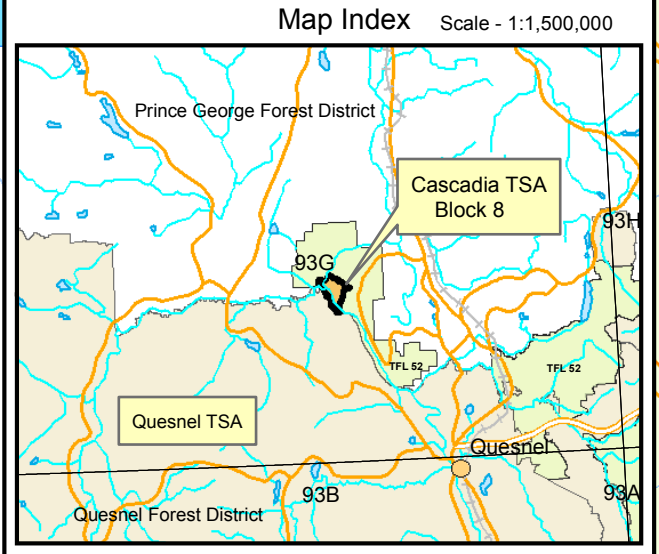 Map Index Scale - 1:1,500,000
Prince George Forest District
Cascadia TSA
Block 8
93H
93G
TFL 52
TFL 52
Quesnel TSA
Quesnel
93B
93A
Quesnel Forest District